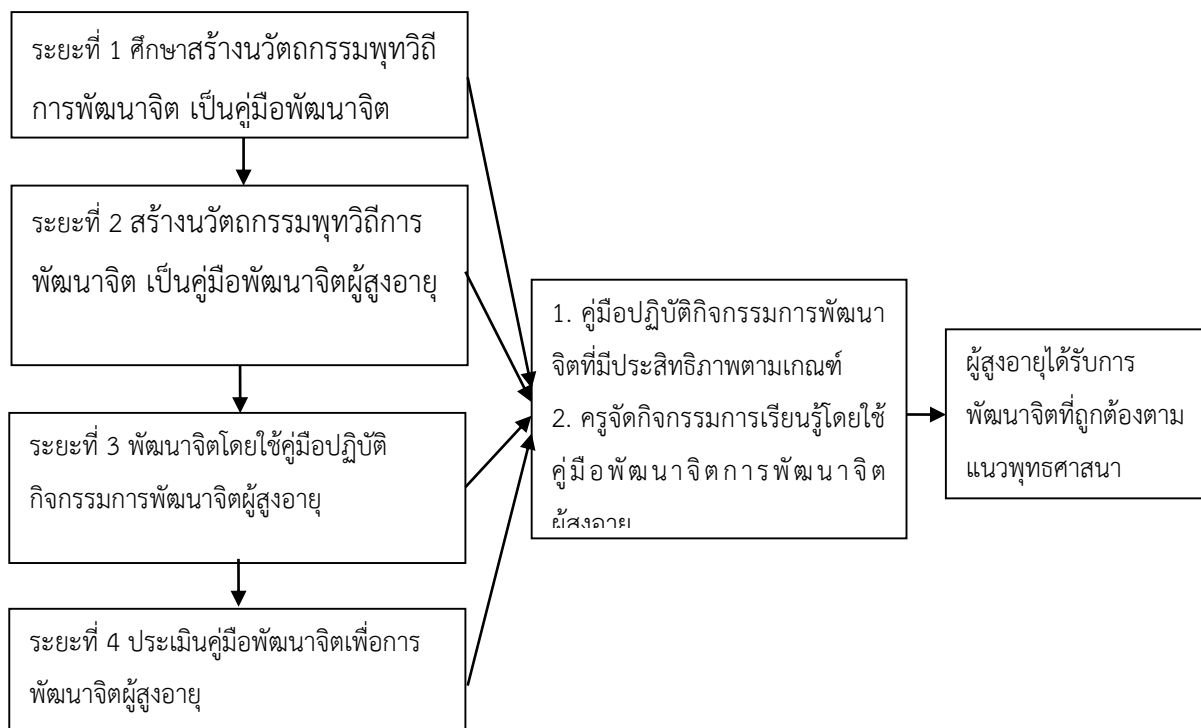 ระยะที่ 1 ศึกษาสร้างนวัตถกรรมพุทวิถี
การพัฒนาจิต เป็นคู่มือพัฒนาจิต
ระยะที่ 2 สร้างนวัตถกรรมพุทวิถีการ
พัฒนาจิต เป็นคู่มือพัฒนาจิตผู้สูงอายุ
ระยะที่ 3 พัฒนาจิตโดยใช้คู่มือปฏิบัติ
กิจกรรมการพัฒนาจิตผู้สูงอายุ
ระยะที่ 4 ประเมินคู่มือพัฒนาจิตเพื่อการ
พัฒนาจิตผู้สูงอายุ
1. คู่มือปฏิบัติกิจกรรมการพัฒนา
จิตที่มีประสิทธิภาพตามเกณฑ์
2. ครูจัดกิจกรรมการเรียนรู้โดยใช้
คู่มือพัฒนาจิตการพัฒนาจิต
ผู้สูงอายุ
ผู้สูงอายุได้รับการ
พัฒนาจิตที่ถูกต้องตาม
แนวพุทธศาสนา